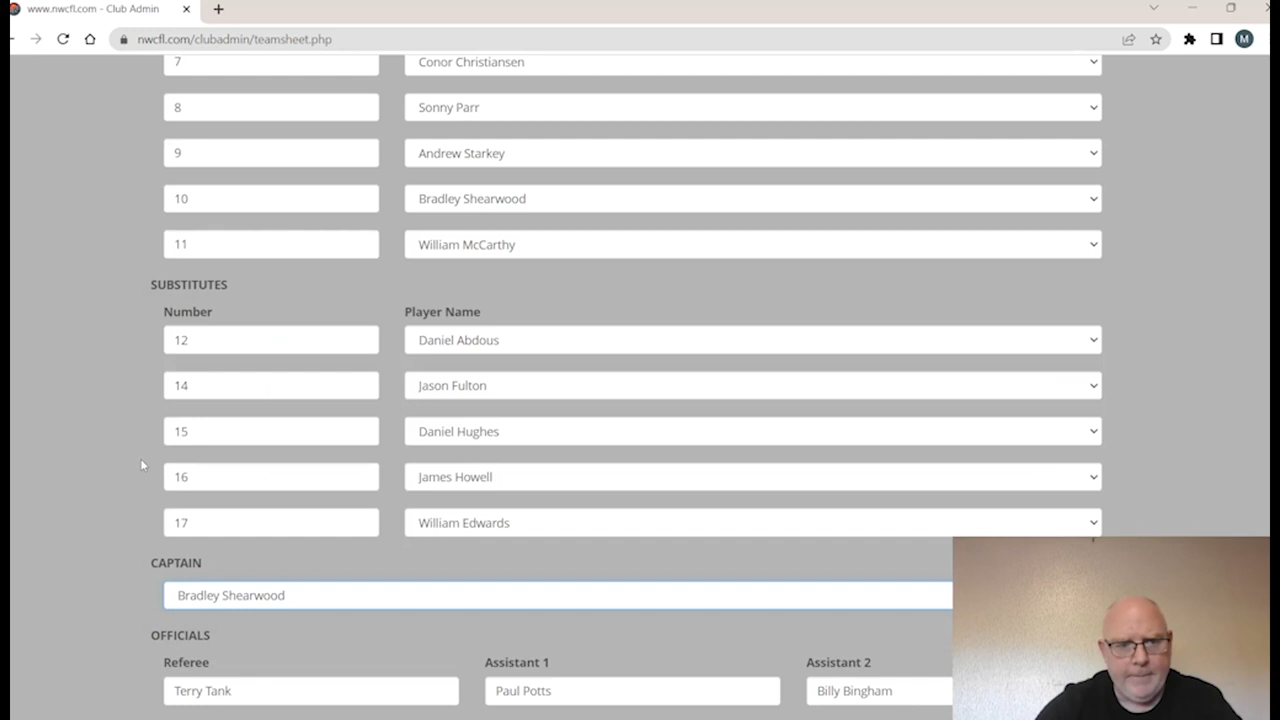 www.nwcfl.com - Club Admin
nwcfl.com/clubadmin/teamsheet.php
M
7 Conor Christiansen
8 Sonny Parr
9 Andrew Starkey
10 Bradley Shearwood
11 William McCarthy
SUBSTITUTES
Number Player Name
12 Daniel Abdous
14 Jason Fulton
15 Daniel Hughes
16 James Howell
17 William Edwards
CAPTAIN
Bradley Shearwood
OFFICIALS
Referee Assistant 1 Assistant 2
Terry Tank Paul Potts Billy Bingham